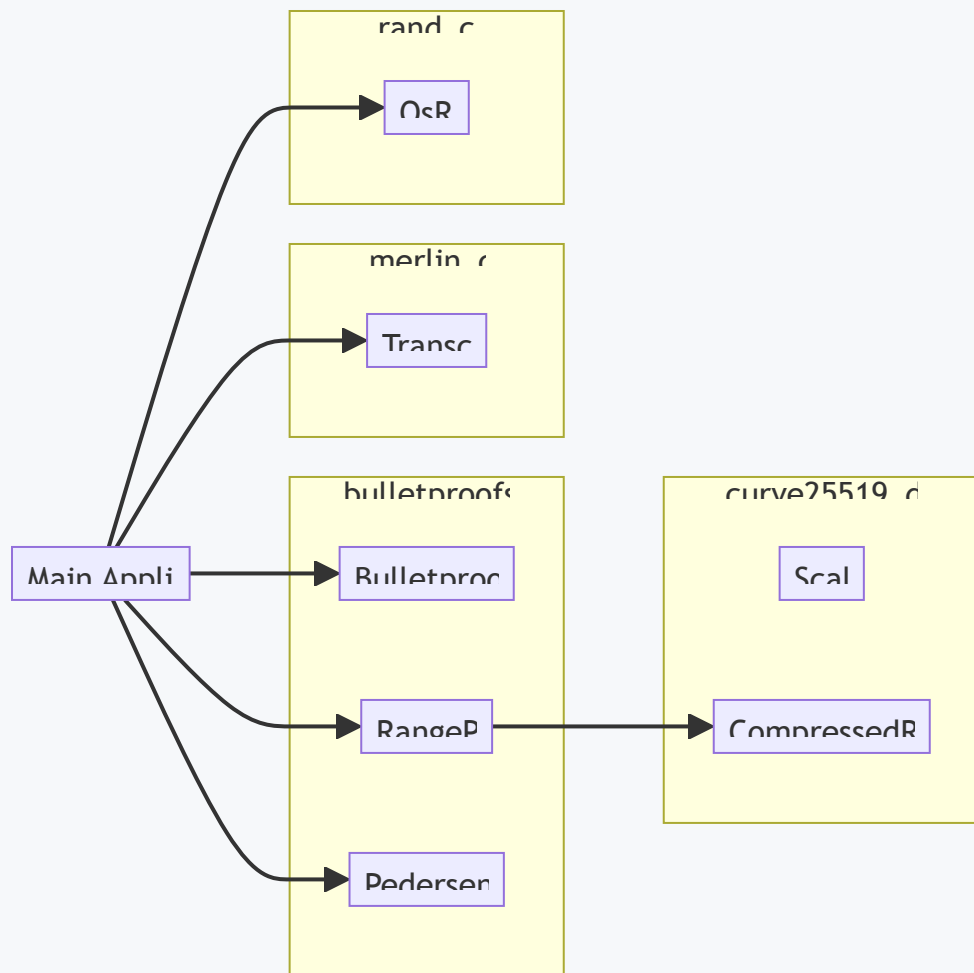 rand_c
OsR
merlin_c
Transc
bulletproofs
curve25519_d
Main Appli
Bulletproo
Scal
RangeP
CompressedR
Pedersen